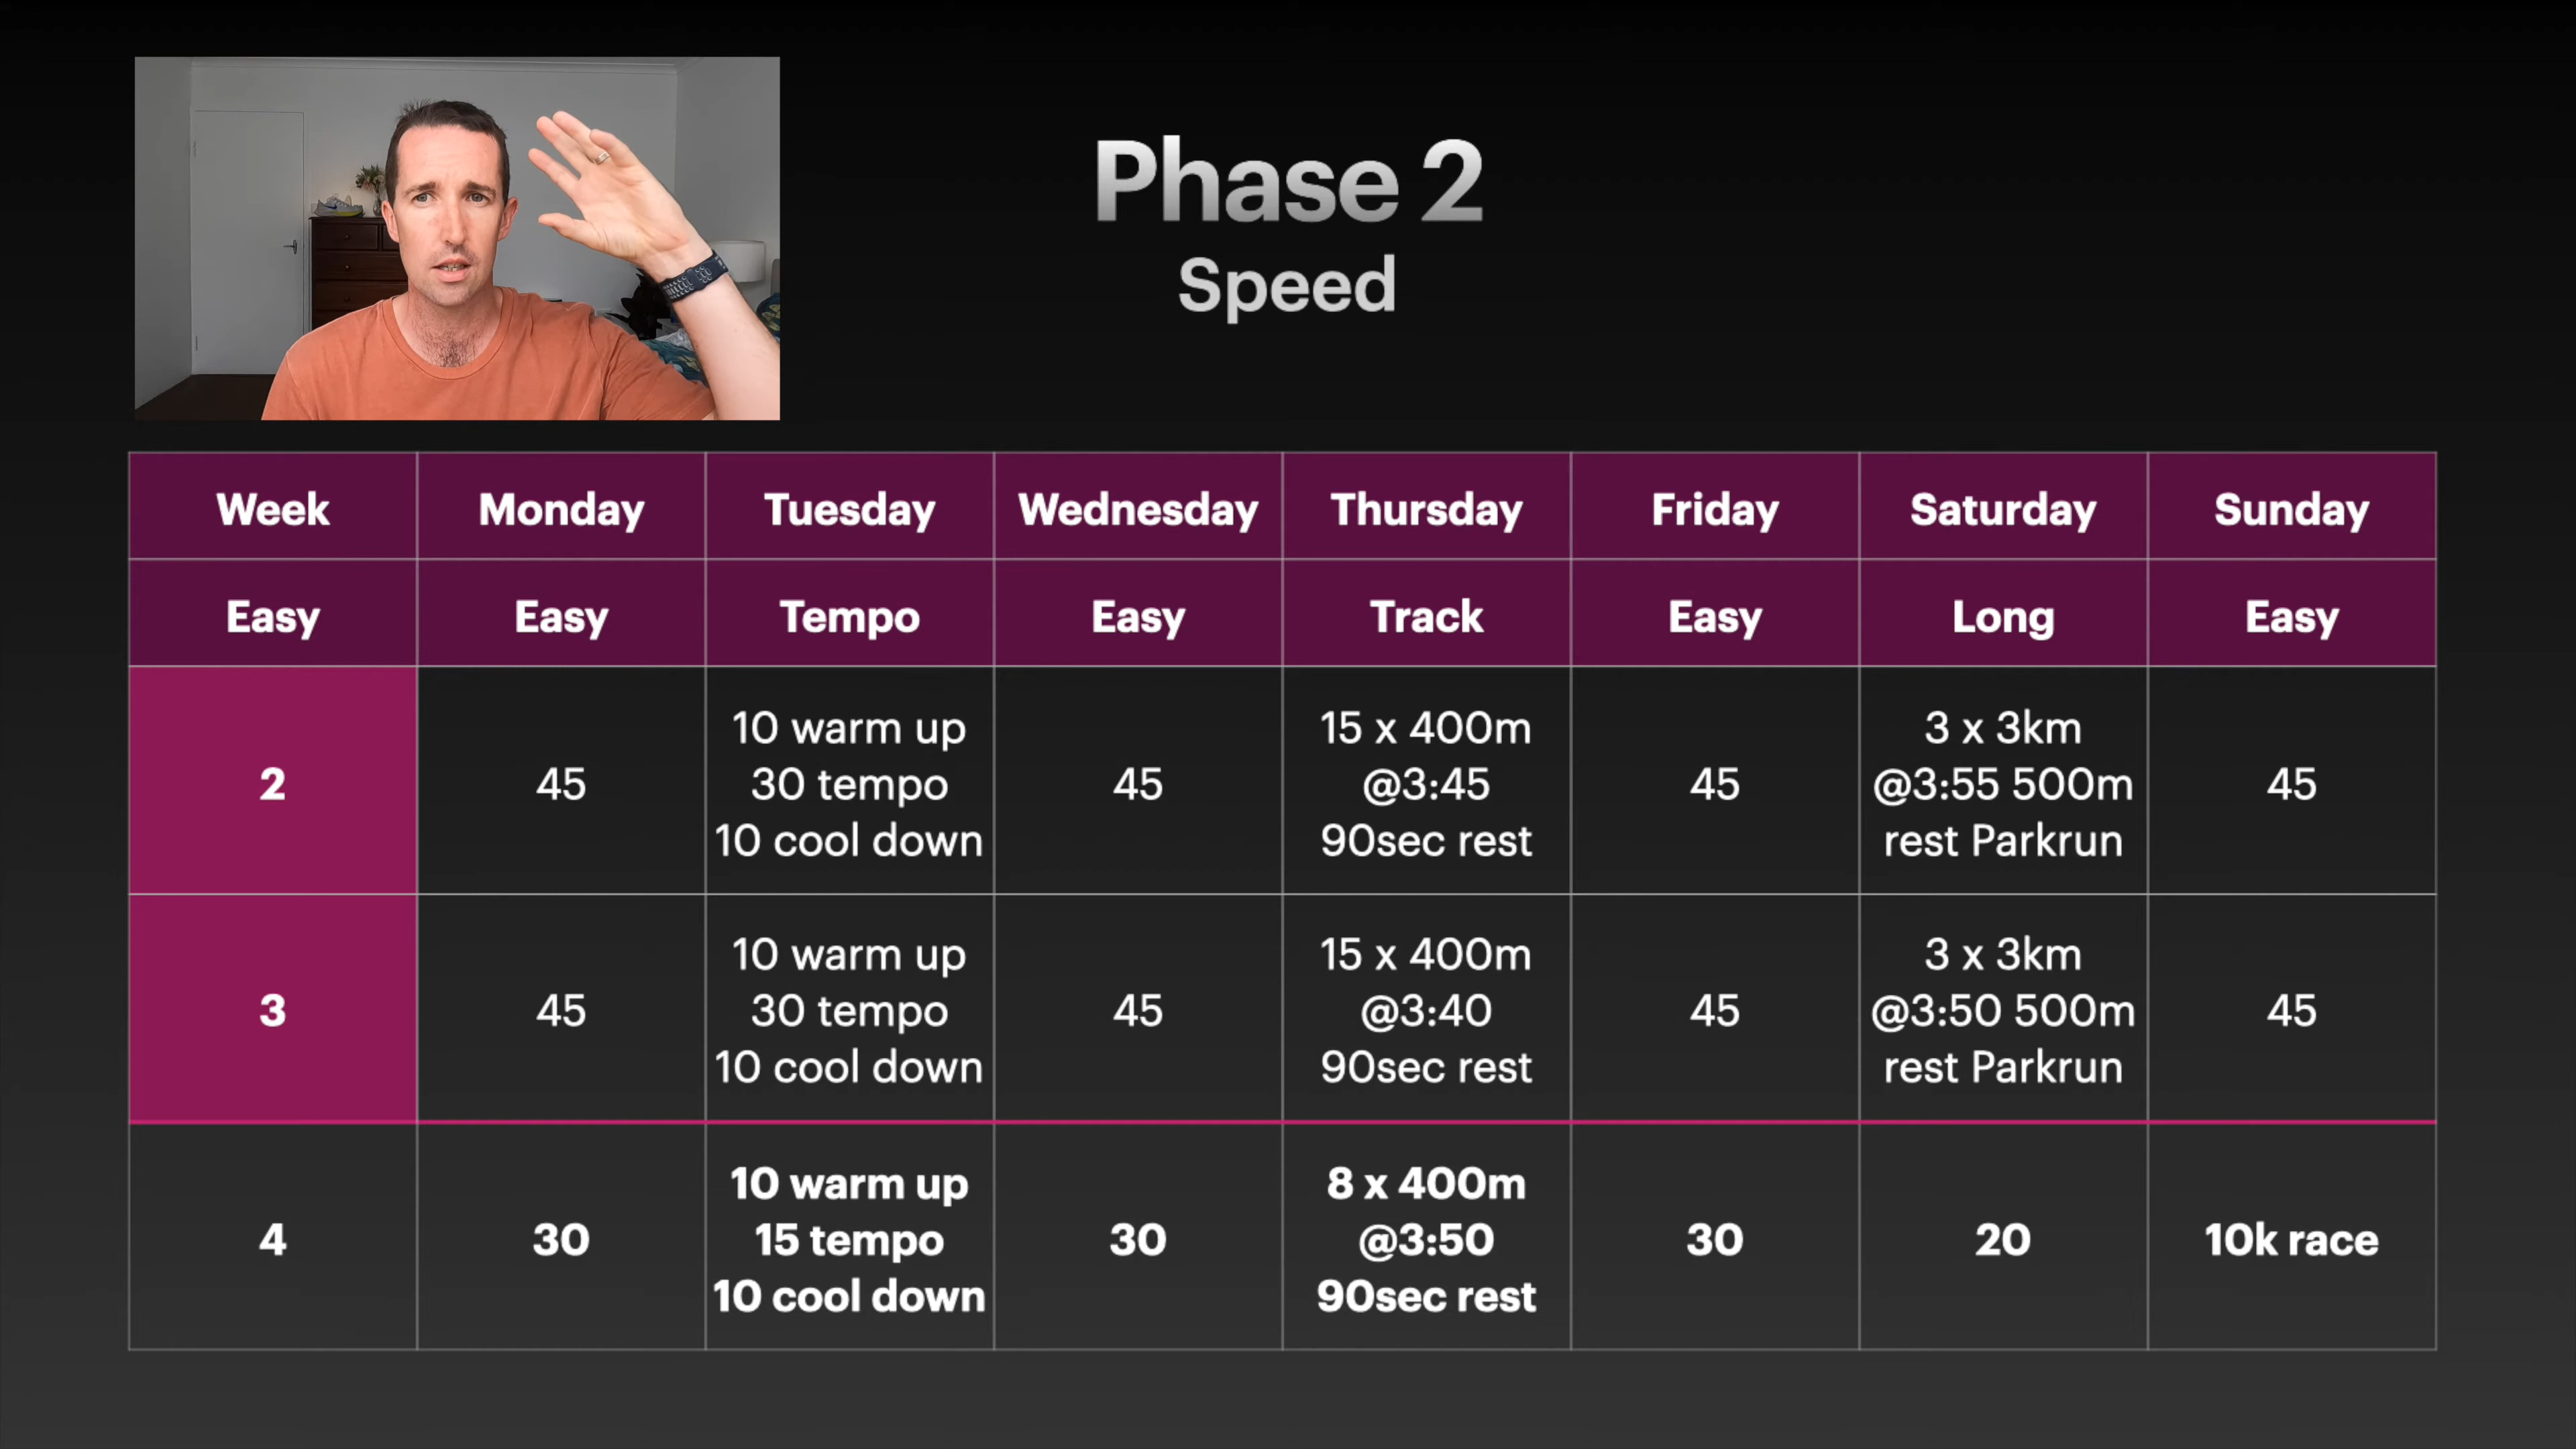 Phase 2
Speed
Week Monday Tuesday Wednesday Thursday Friday Saturday Sunday
Easy Easy Tempo Easy Track Easy Long Easy
2
45
10 warm up
30 tempo
10 cool down
45
15 x 400m
@3:45
90sec rest
45
3 x 3km
@3:55 500m
rest Parkrun
45
3
45
10 warm up
30 tempo
10 cool down
45
15 x 400m
@3:40
90sec rest
45
3 x 3km
@3:50 500m
rest Parkrun
45
4
30
10 warm up
15 tempo
10 cool down
30
8 x 400m
@3:50
90sec rest
30
20
10k race